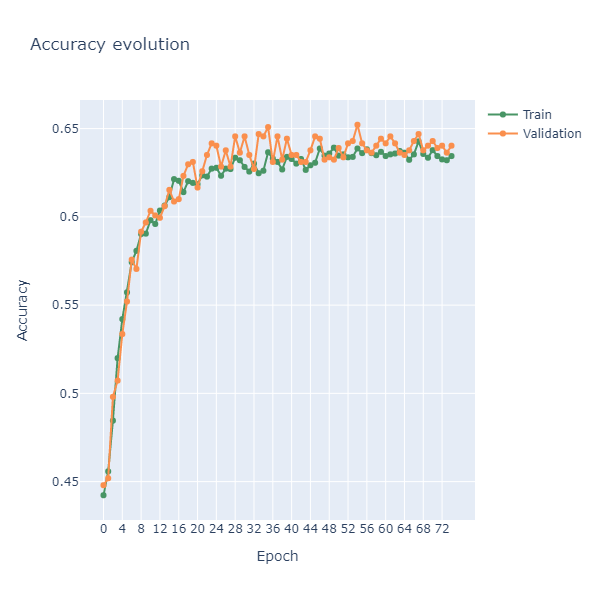 Accuracy evolution
Train
Validation
0.65
0.6
0.55
0.5
0.45
Accuracy
0 4 8 12 16 20 24 28 32 36 40 44 48 52 56 60 64 68 72
Epoch